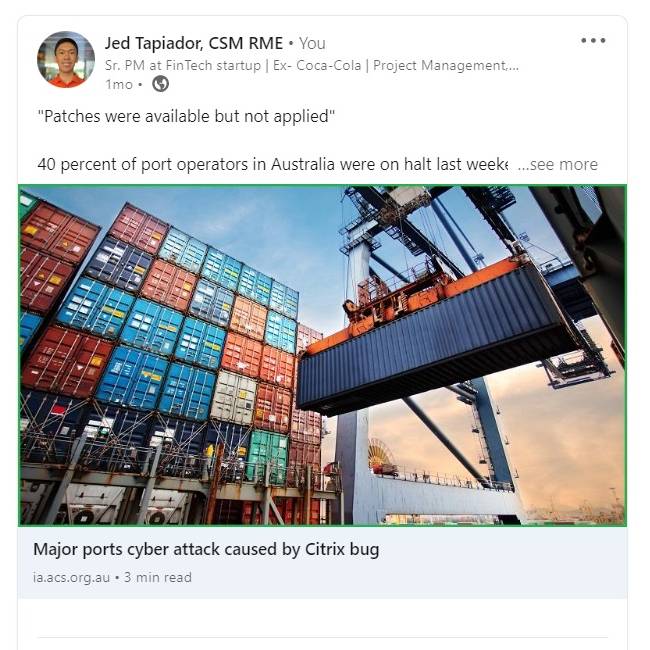 Jed Tapiador, CSM RME • You
Sr. PM at FinTech startup | Ex- Coca-Cola | Project Management,...
1mo •
"Patches were available but not applied"
40 percent of port operators in Australia were on halt last weeke ...see more
Major ports cyber attack caused by Citrix bug
ia.acs.org.au • 3 min read